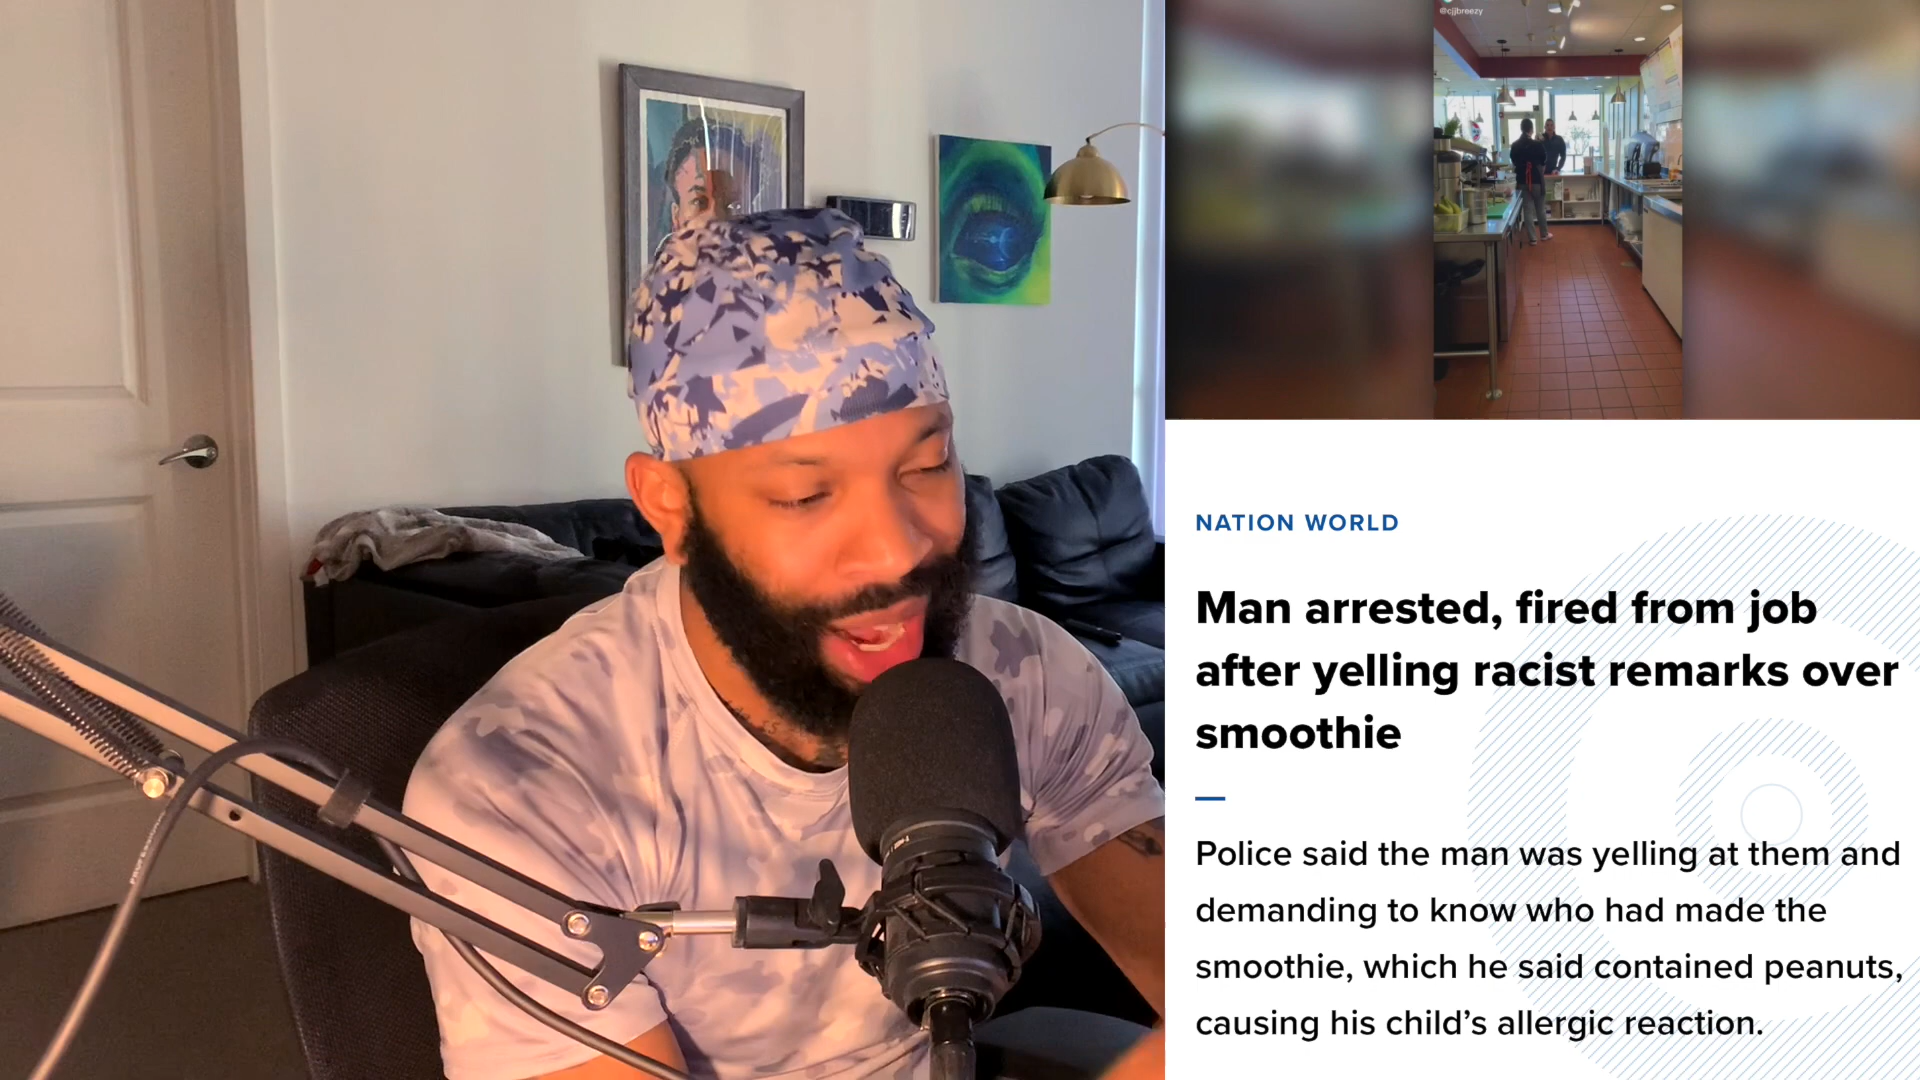 @cjjbreezy
NATION WORLD
Man arrested, fired from job
after yelling racist remarks over
smoothie
Police said the man was yelling at them and
demanding to know who had made the
smoothie, which he said contained peanuts,
causing his child’s allergic reaction.